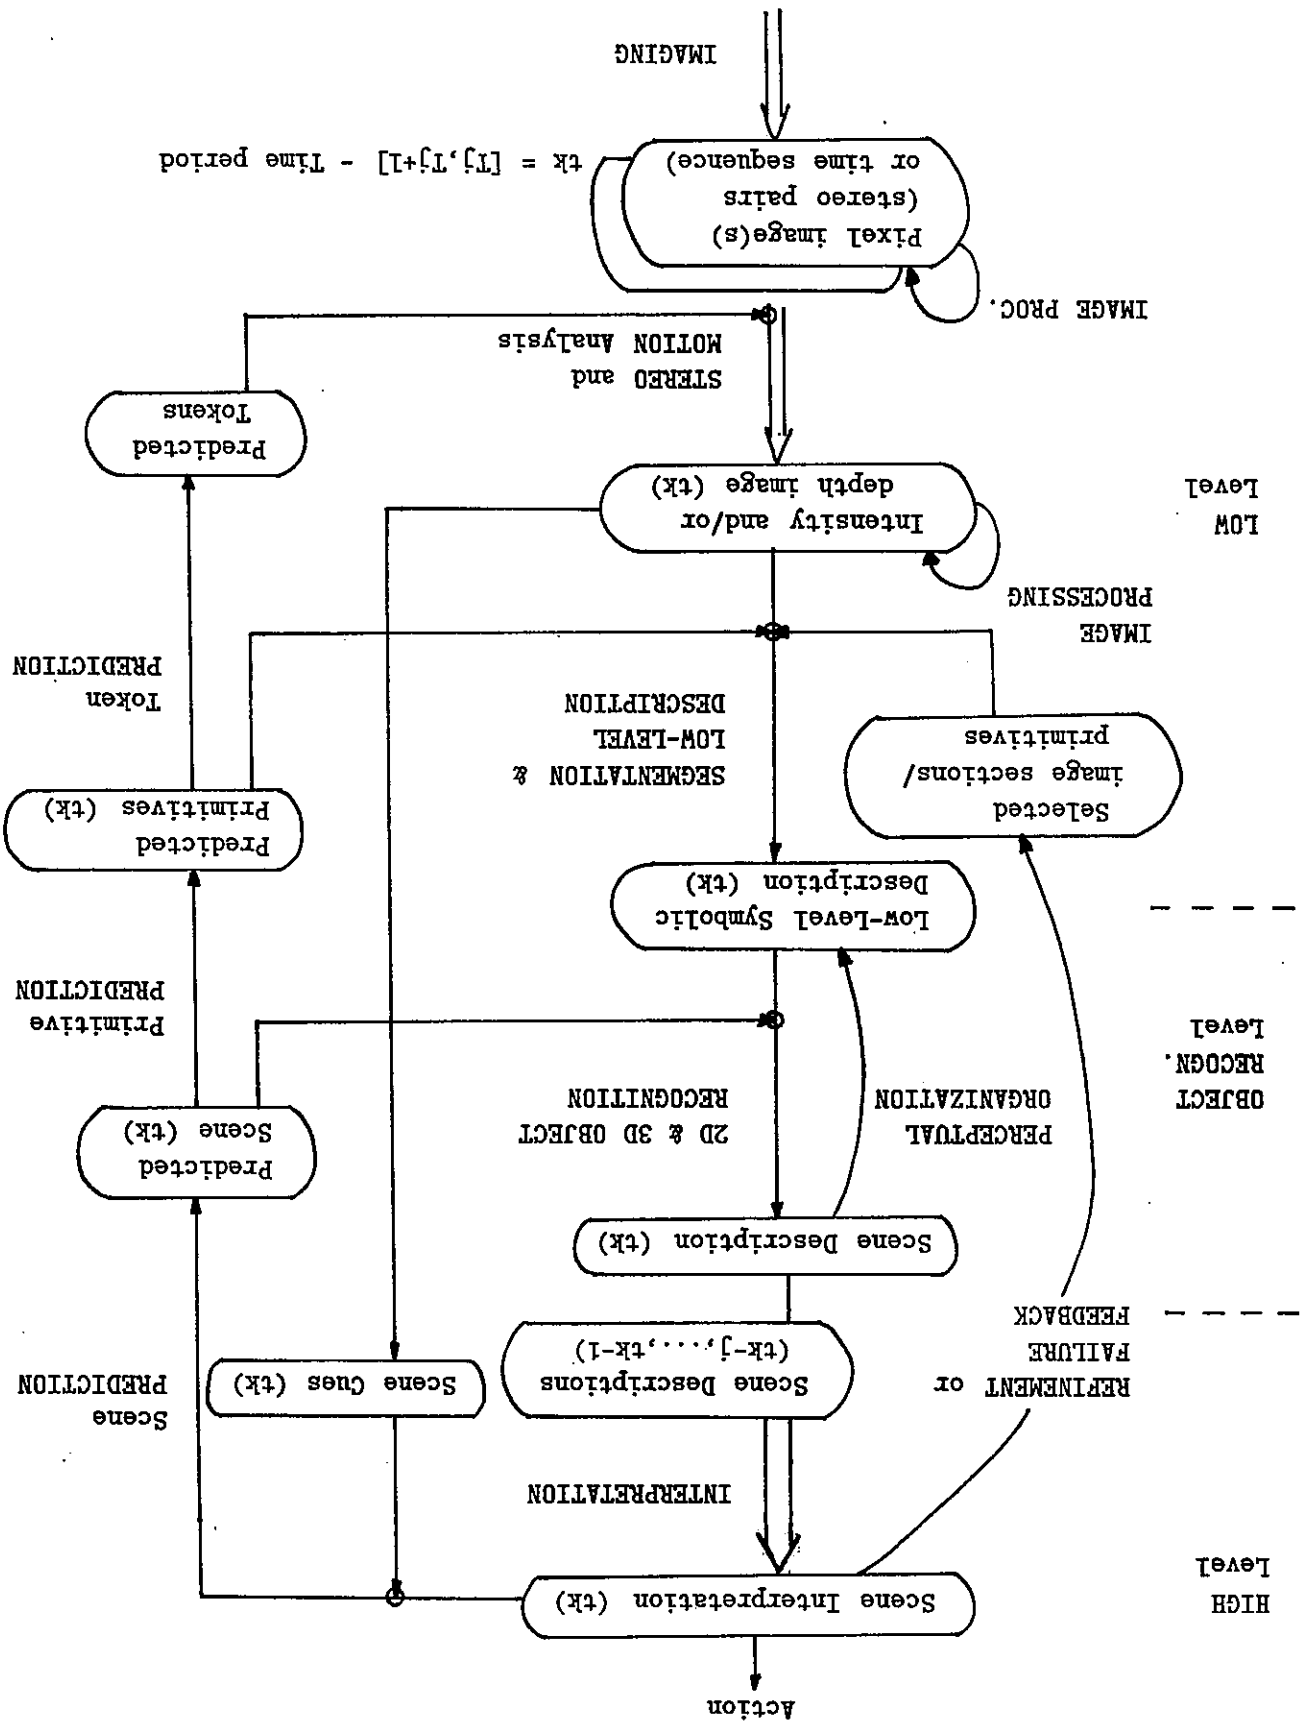 Action
HIGH
Level
Scene Interpretation (tk)
INTERPRETATION
REFINEMENT or
FAILURE
FEEDBACK
Scene Descriptions
(tk-j,...,tk-1)
Scene Cues (tk)
Scene
PREDICTION
Scene Description (tk)
OBJECT
RECOGN.
Level
PERCEPTUAL
ORGANIZATION
2D & 3D OBJECT
RECOGNITION
Predicted
Scene (tk)
Primitive
PREDICTION
Low-Level Symbolic
Description (tk)
Selected
image sections/
primitives
SEGMENTATION &
LOW-LEVEL
DESCRIPTION
Predicted
Primitives (tk)
Token
PREDICTION
IMAGE
PROCESSING
LOW
Level
Intensity and/or
depth image (tk)
Predicted
Tokens
STEREO and
MOTION Analysis
IMAGE PROC.
Pixel image(s)
(stereo pairs
or time sequence)
tk = [Tj,Tj+1] - Time period
IMAGING